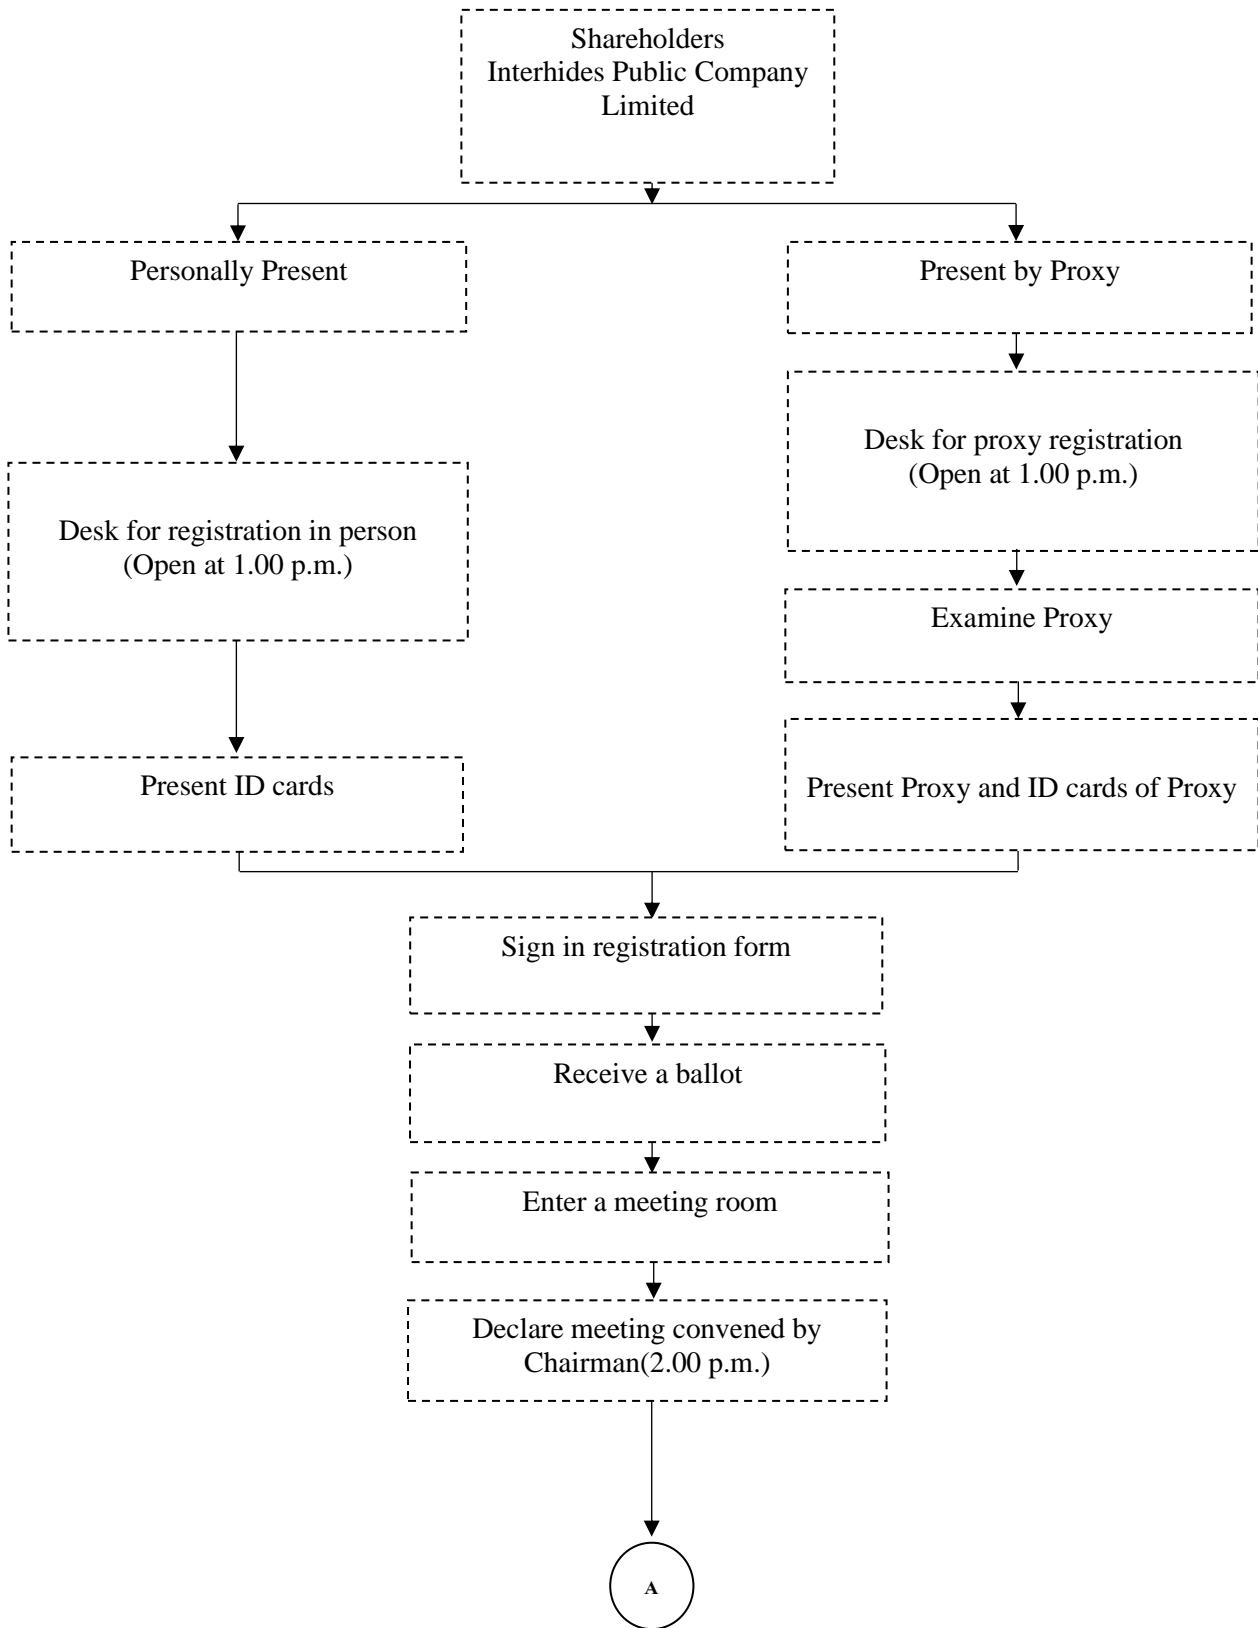 Shareholders
Interhides Public Company
Limited
Personally Present
Present by Proxy
Desk for registration in person
(Open at 1.00 p.m.)
Desk for proxy registration
(Open at 1.00 p.m.)
Examine Proxy
Present ID cards
Present Proxy and ID cards of Proxy
Sign in registration form
Receive a ballot
Enter a meeting room
Declare meeting convened by
Chairman(2.00 p.m.)
A